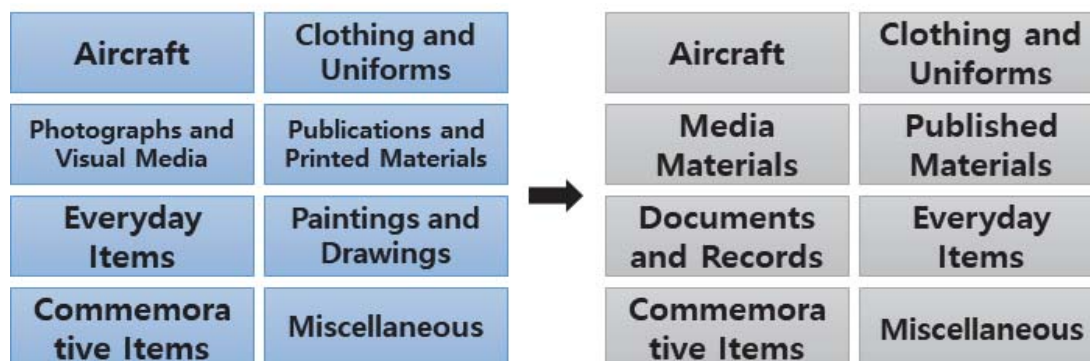 Aircraft
Clothing and
Uniforms
Aircraft
Clothing and
Uniforms
Photographs and
Visual Media
Publications and
Printed Materials
Media
Materials
Published
Materials
Everyday
Items
Paintings and
Drawings
Documents
and Records
Everyday
Items
Commemora
tive Items
Miscellaneous
Commemora
tive Items
Miscellaneous